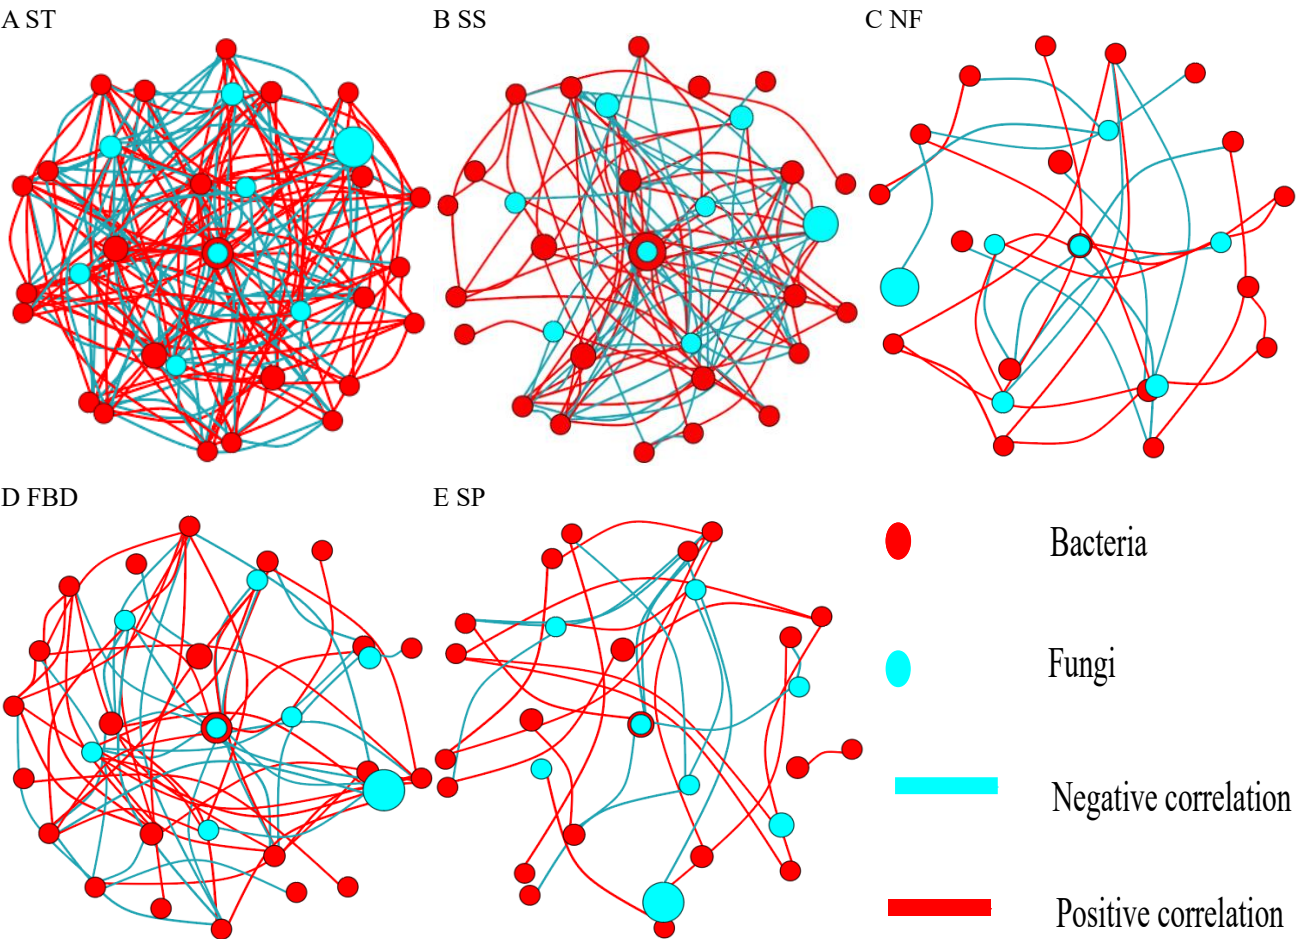 A ST
B SS
C NF
D FBD
E SP
Bacteria
Fungi
Negative correlation
Positive correlation